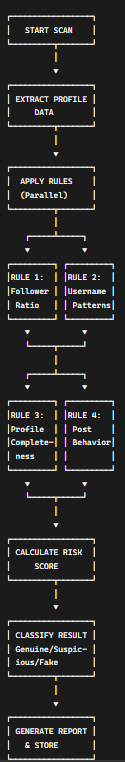 START SCAN
EXTRACT PROFILE
DATA
APPLY RULES
(Parallel)
RULE 1:
Follower
Ratio
RULE 2:
Username
Patterns
RULE 3:
Profile
Complete-
ness
RULE 4:
Post
Behavior
CALCULATE RISK
SCORE
CLASSIFY RESULT
Genuine/Suspic-
ious/Fake
GENERATE REPORT
& STORE